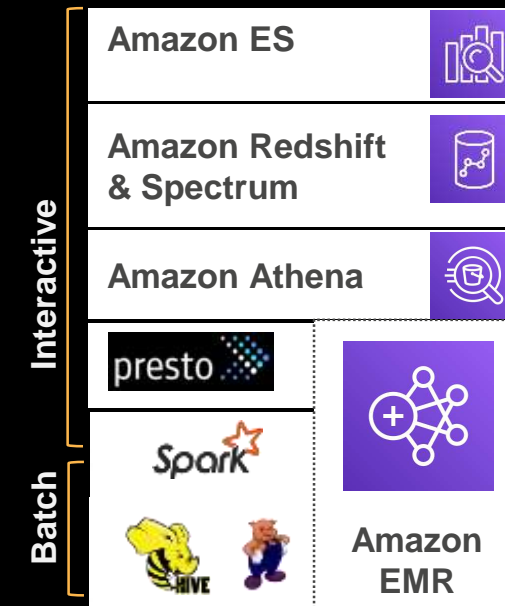 Amazon ES
Amazon Redshift
& Spectrum
Interactive
Amazon Athena
presto
Spark
Batch
HIVE
Amazon
EMR